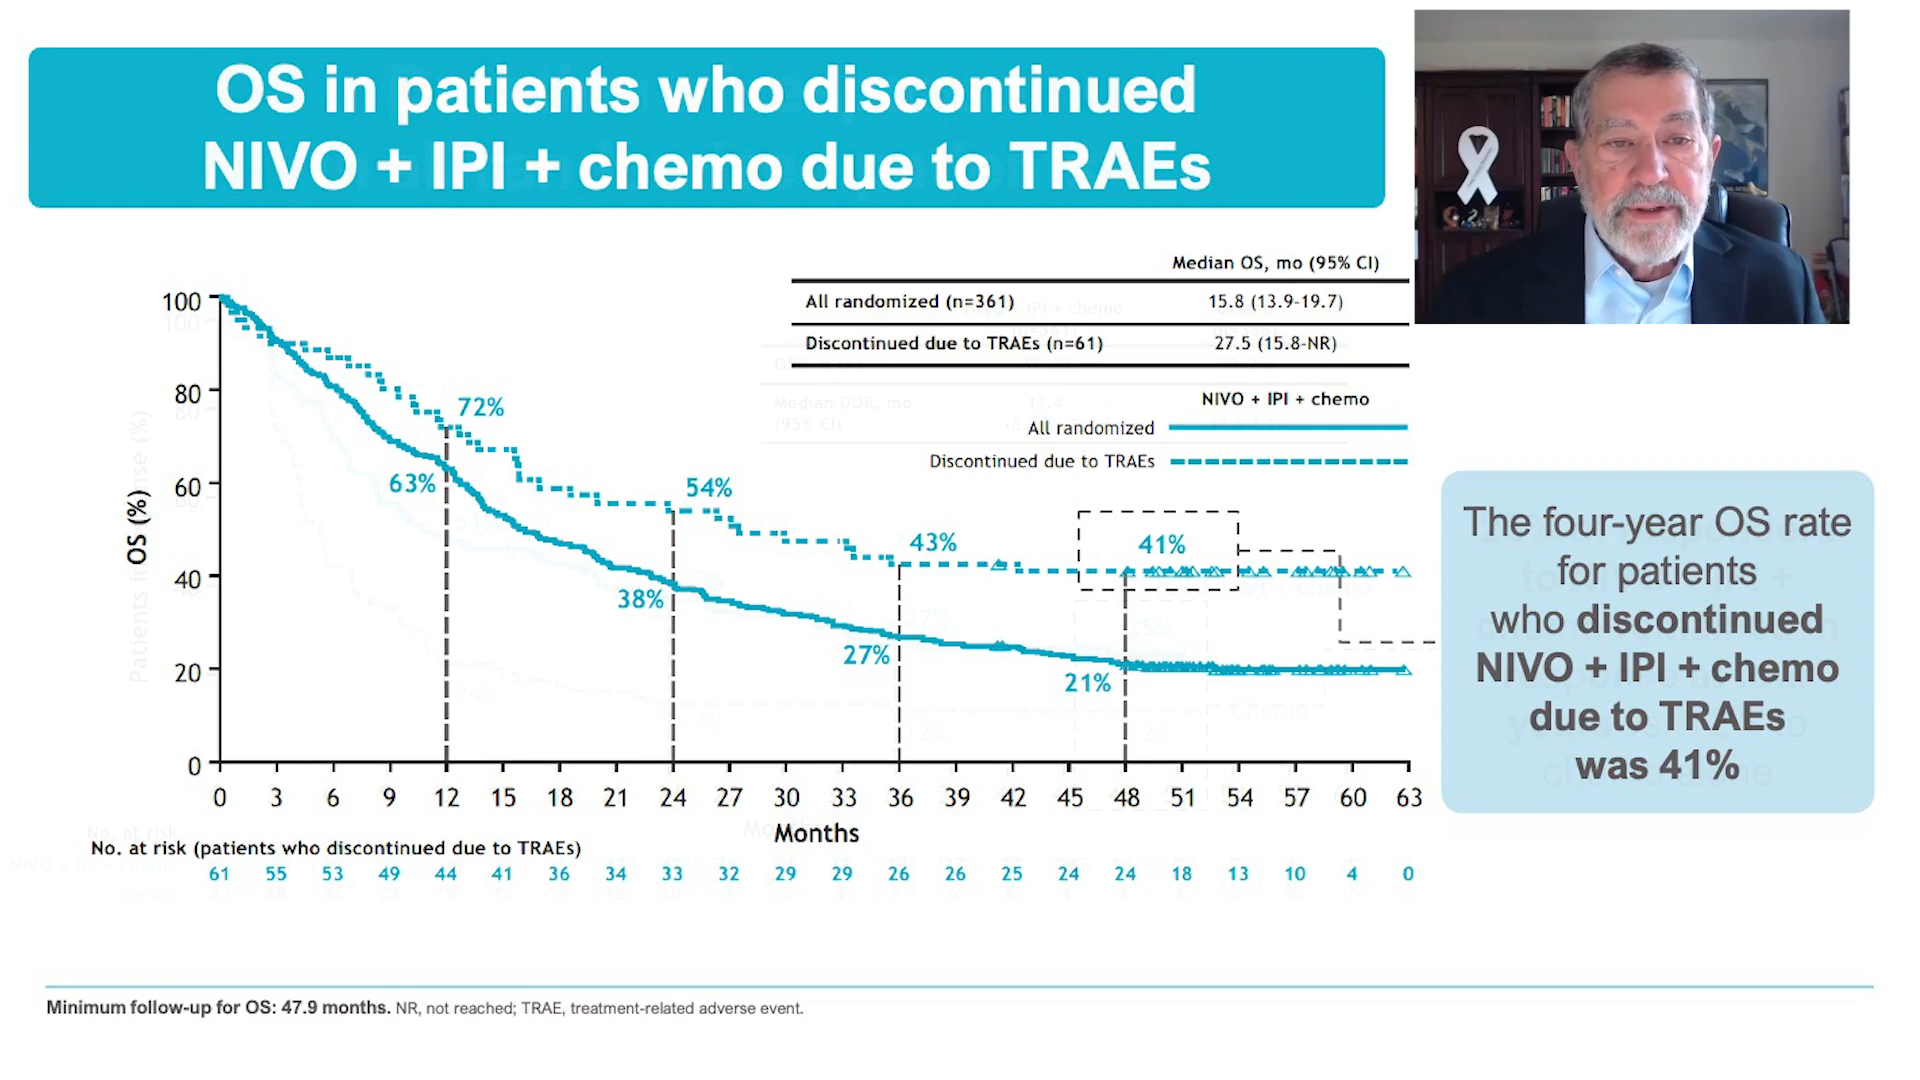 OS in patients who discontinued
NIVO + IPI + chemo due to TRAEs
Median OS, mo (95% CI)
All randomized (n=361) 15.8 (13.9-19.7)
Discontinued due to TRAEs (n=61) 27.5 (15.8-NR)
NIVO + IPI + chemo
All randomized
Discontinued due to TRAEs
OS (%)
100
80
60
40
20
0
72%
63%
54%
38%
43%
27%
41%
21%
0 3 6 9 12 15 18 21 24 27 30 33 36 39 42 45 48 51 54 57 60 63
Months
No. at risk (patients who discontinued due to TRAEs)
61 55 53 49 44 41 36 34 33 32 29 29 26 26 25 24 24 18 13 10 4 0
The four-year OS rate
for patients
who discontinued
NIVO + IPI + chemo
due to TRAEs
was 41%
Minimum follow-up for OS: 47.9 months. NR, not reached; TRAE, treatment-related adverse event.